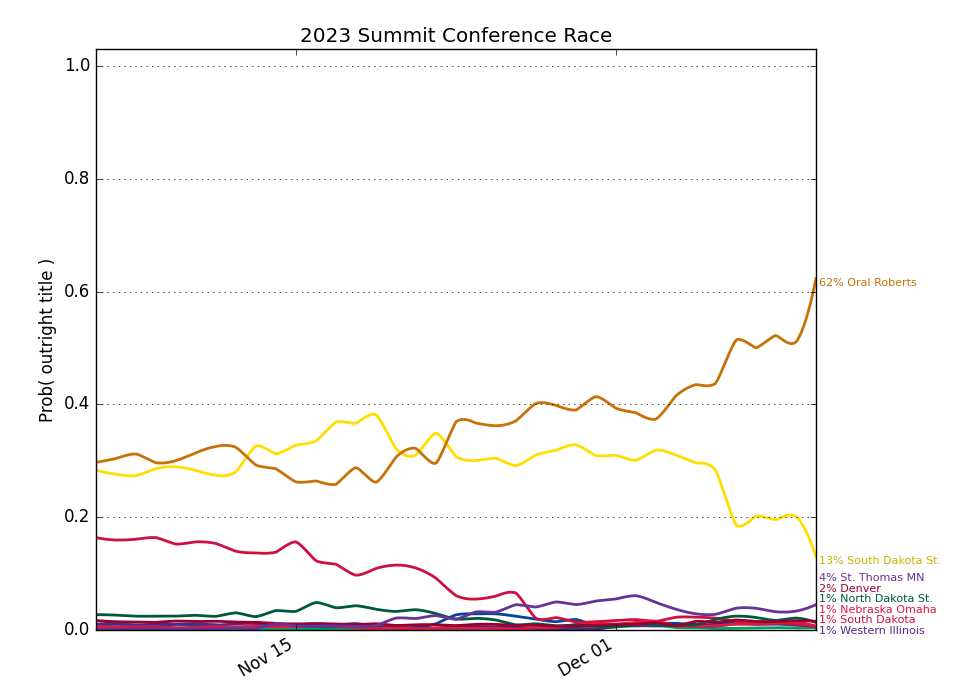 2023 Summit Conference Race
Prob( outright title )
1.0
0.8
0.6
0.4
0.2
0.0
Nov 15
Dec 01
62% Oral Roberts
13% South Dakota St.
4% St. Thomas MN
2% Denver
1% North Dakota St.
1% Nebraska Omaha
1% South Dakota
1% Western Illinois